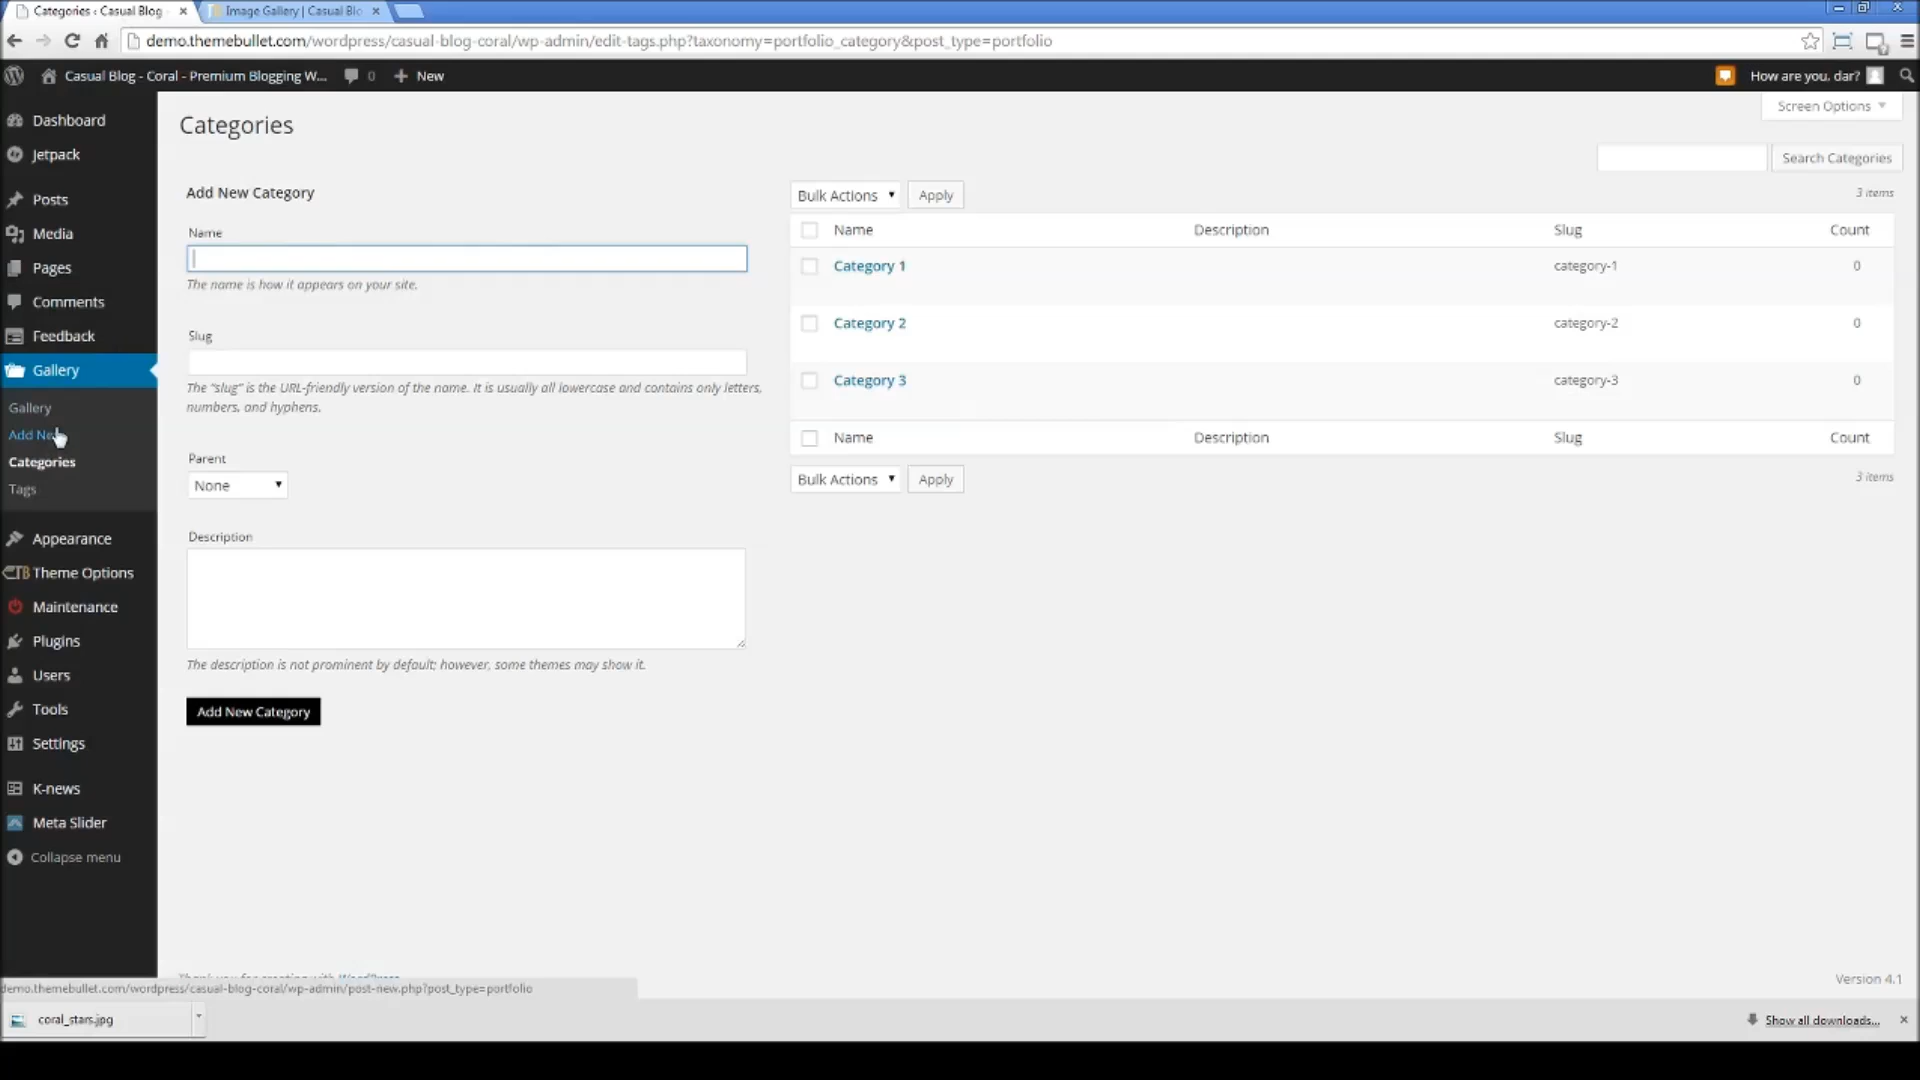 Categories ‹ Casual Blog
Image Gallery | Casual Blo
demo.themebullet.com/wordpress/casual-blog-coral/wp-admin/edit-tags.php?taxonomy=portfolio_category&post_type=portfolio
Casual Blog - Coral - Premium Blogging W... 0 New How are you, dar?
Screen Options
Dashboard
Jetpack
Posts
Media
Pages
Comments
Feedback
Gallery
Gallery
Add New
Categories
Tags
Appearance
Theme Options
Maintenance
Plugins
Users
Tools
Settings
K-news
Meta Slider
Collapse menu
Categories
Search Categories
Add New Category
Name
The name is how it appears on your site.
Slug
The "slug" is the URL-friendly version of the name. It is usually all lowercase and contains only letters,
numbers, and hyphens.
Parent
None
Description
The description is not prominent by default; however, some themes may show it.
Add New Category
Bulk Actions Apply 3 items
Name Description Slug Count
Category 1 category-1 0
Category 2 category-2 0
Category 3 category-3 0
Name Description Slug Count
Bulk Actions Apply 3 items
Thank you for creating with WordPress
Version 4.1
demo.themebullet.com/wordpress/casual-blog-coral/wp-admin/post-new.php?post_type=portfolio
coral_stars.jpg
Show all downloads...